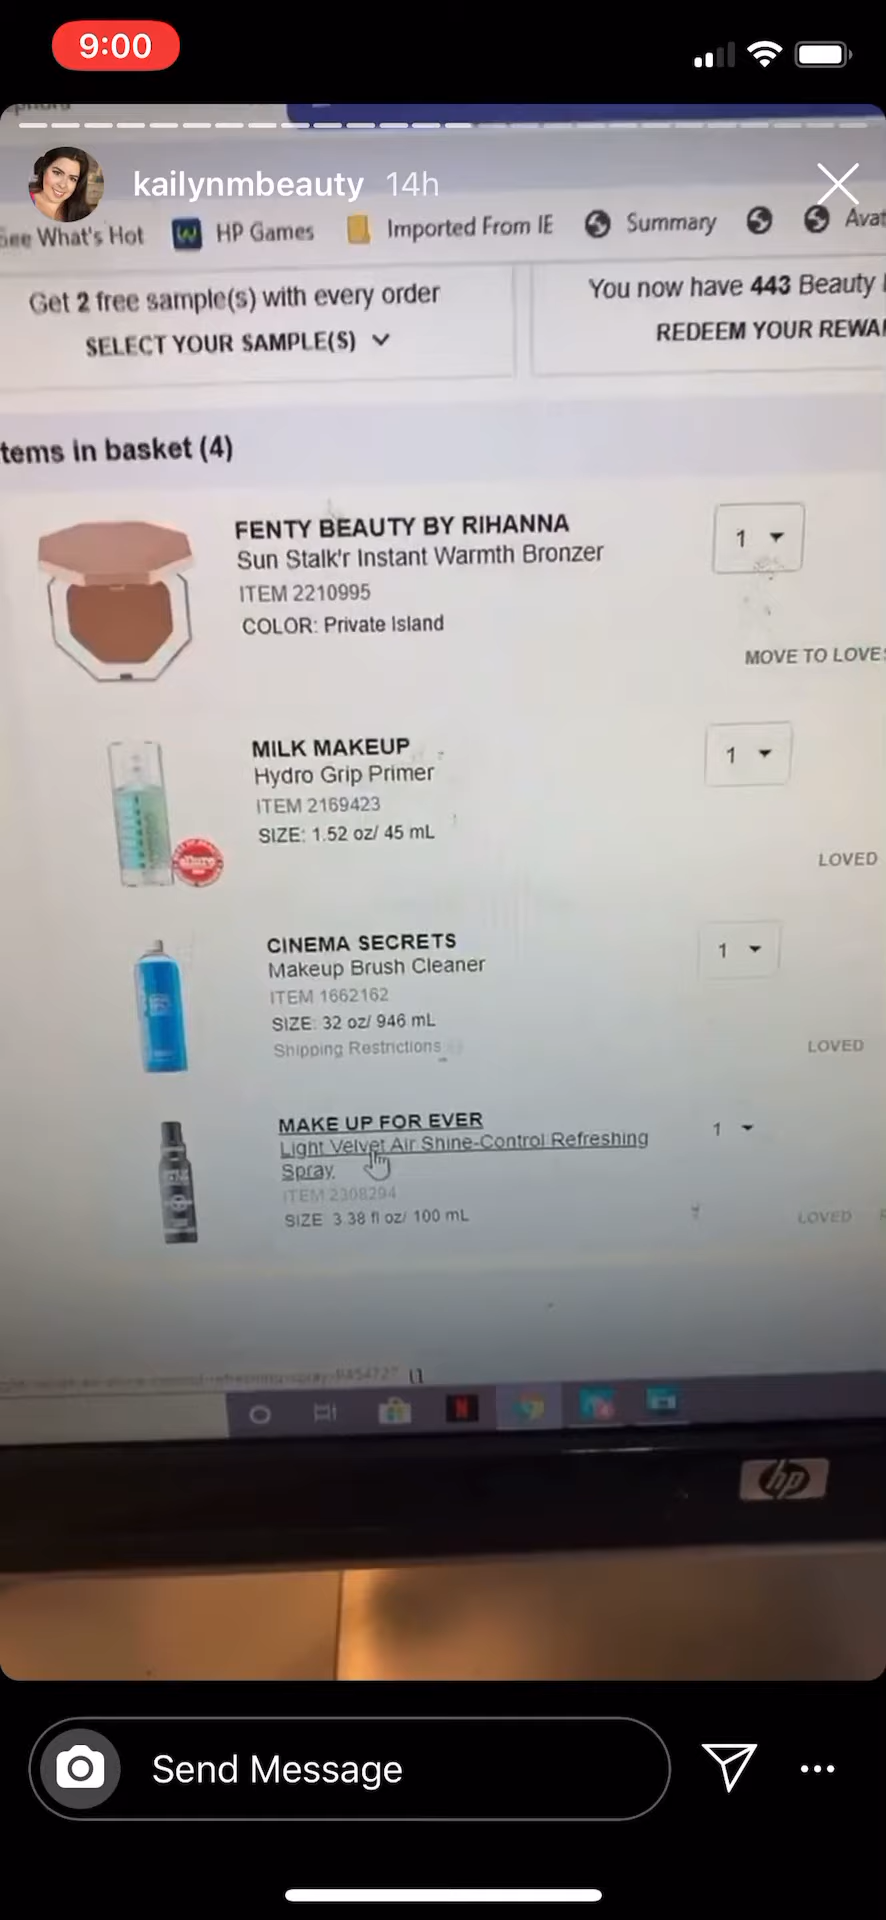 9:00
kailynmbeauty 14h
See What's Hot HP Games Imported From IE Summary
Get 2 free sample(s) with every order
SELECT YOUR SAMPLE(S)
You now have 443 Beauty
REDEEM YOUR
tems in basket (4)
FENTY BEAUTY BY RIHANNA
Sun Stalk'r Instant Warmth Bronzer
ITEM 2210995
COLOR: Private Island
1
MOVE TO LOVES
MILK MAKEUP
Hydro Grip Primer
ITEM 2169423
SIZE: 1.52 oz/ 45 mL
1
allure
LOVED
CINEMA SECRETS
Makeup Brush Cleaner
ITEM 1662162
SIZE: 32 oz/ 946 mL
Shipping Restrictions
1
LOVED
MAKE UP FOR EVER
Light Velvet Air Shine-Control Refreshing
Spray
ITEM 2308294
SIZE 3.38 fl oz/ 100 mL
1
LOVED
N
hp
Send Message